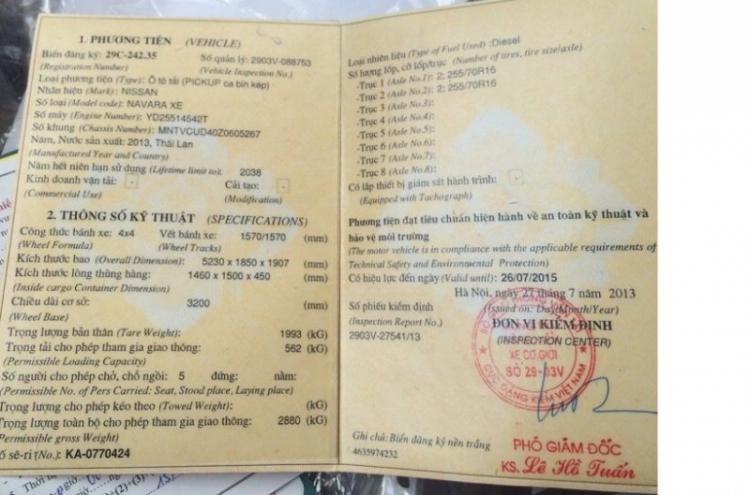 1. PHƯƠNG TIỆN (VEHICLE)
Biển đăng ký: 29C-242.35 Số quản lý: 2903V-088753
(Registration Number) (Vehicle Inspection No.)
Loại phương tiện (Type): Ô tô tải (PICKUP ca bin kép)
Nhãn hiệu (Mark): NISSAN
Số loại (Model code): NAVARA XE
Số máy (Engine Number): YD25514542T
Số khung (Chassis Number): MNTVCUD40Z0605267
Năm, Nước sản xuất: 2013, Thái Lan
(Manufactured Year and Country)
Năm hết niên hạn sử dụng (Lifetime limit to): 2038
Kinh doanh vận tải: - Cải tạo: -
(Commercial Use) (Modification)
2. THÔNG SỐ KỸ THUẬT (SPECIFICATIONS)
Công thức bánh xe: 4x4 Vết bánh xe: 1570/1570 (mm)
(Wheel Formula) (Wheel Tracks)
Kích thước bao (Overall Dimension): 5230 x 1850 x 1907 (mm)
Kích thước lòng thùng hàng: 1460 x 1500 x 450 (mm)
(Inside cargo Container Dimension)
Chiều dài cơ sở: 3200 (mm)
(Wheel Base)
Trọng lượng bản thân (Tare Weight): 1993 (kG)
Trọng tải cho phép tham gia giao thông: 562 (kG)
(Permissible Loading Capacity)
Số người cho phép chở, chỗ ngồi: 5 đứng: nằm:
(Permissible No. of Pers Carried: Seat, Stood place, Laying place)
Trọng lượng cho phép kéo theo (Towed Weight): (kG)
Trọng lượng toàn bộ cho phép tham gia giao thông: 2880 (kG)
(Permissible gross Weight)
Số sê-ri (No.): KA-0770424
Loại nhiên liệu (Type of Fuel Used) :Diesel
Số lượng lốp, cỡ lốp/trục (Number of tires, tire size/axle):
-Trục 1 (Axle No.1): 2; 255/70R16
-Trục 2 (Axle No.2): 2; 255/70R16
-Trục 3 (Axle No.3):
-Trục 4 (Axle No.4):
-Trục 5 (Axle No.5):
-Trục 6 (Axle No.6):
-Trục 7 (Axle No.7):
-Trục 8 (Axle No.8):
Có lắp thiết bị giám sát hành trình: -
(Equipped with Tachograph)
Phương tiện đạt tiêu chuẩn hiện hành về an toàn kỹ thuật và
bảo vệ môi trường
(The motor vehicle is in compliance with the applicable requirements of
Technical Safety and Environmental Protection)
Có hiệu lực đến ngày (Valid until): 26/07/2015
Hà Nội, ngày 27 tháng 7 năm 2013
Số phiếu kiểm định (Issued on: Day/Month/Year)
(Inspection Report No.) ĐƠN VỊ KIỂM ĐỊNH
2903V-27541/13 (INSPECTION CENTER)
XE CƠ GIỚI
SỐ 29-03V
CỤC ĐĂNG KIỂM VIỆT NAM
Ghi chú: Biển đăng ký nền trắng
4635974232
PHÓ GIÁM ĐỐC
KS. Lê Hồ Tuấn